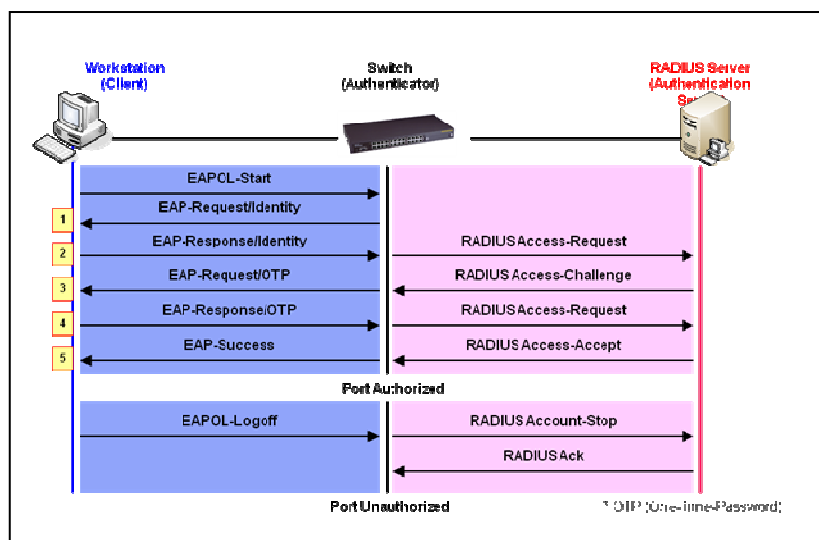 Workstation
(Client)
Switch
(Authenticator)
RADIUS Server
(Authentication
EAPOL-Start
1
EAP-Request/Identity
2
EAP-Response/Identity
RADIUS Access-Request
3
EAP-Request/OTP
RADIUS Access-Challenge
4
EAP-Response/OTP
RADIUS Access-Request
5
EAP-Success
RADIUS Access-Accept
Port Authorized
EAPOL-Logoff
RADIUS Account-Stop
RADIUS Ack
Port Unauthorized
* OTP (One-Time-Password)